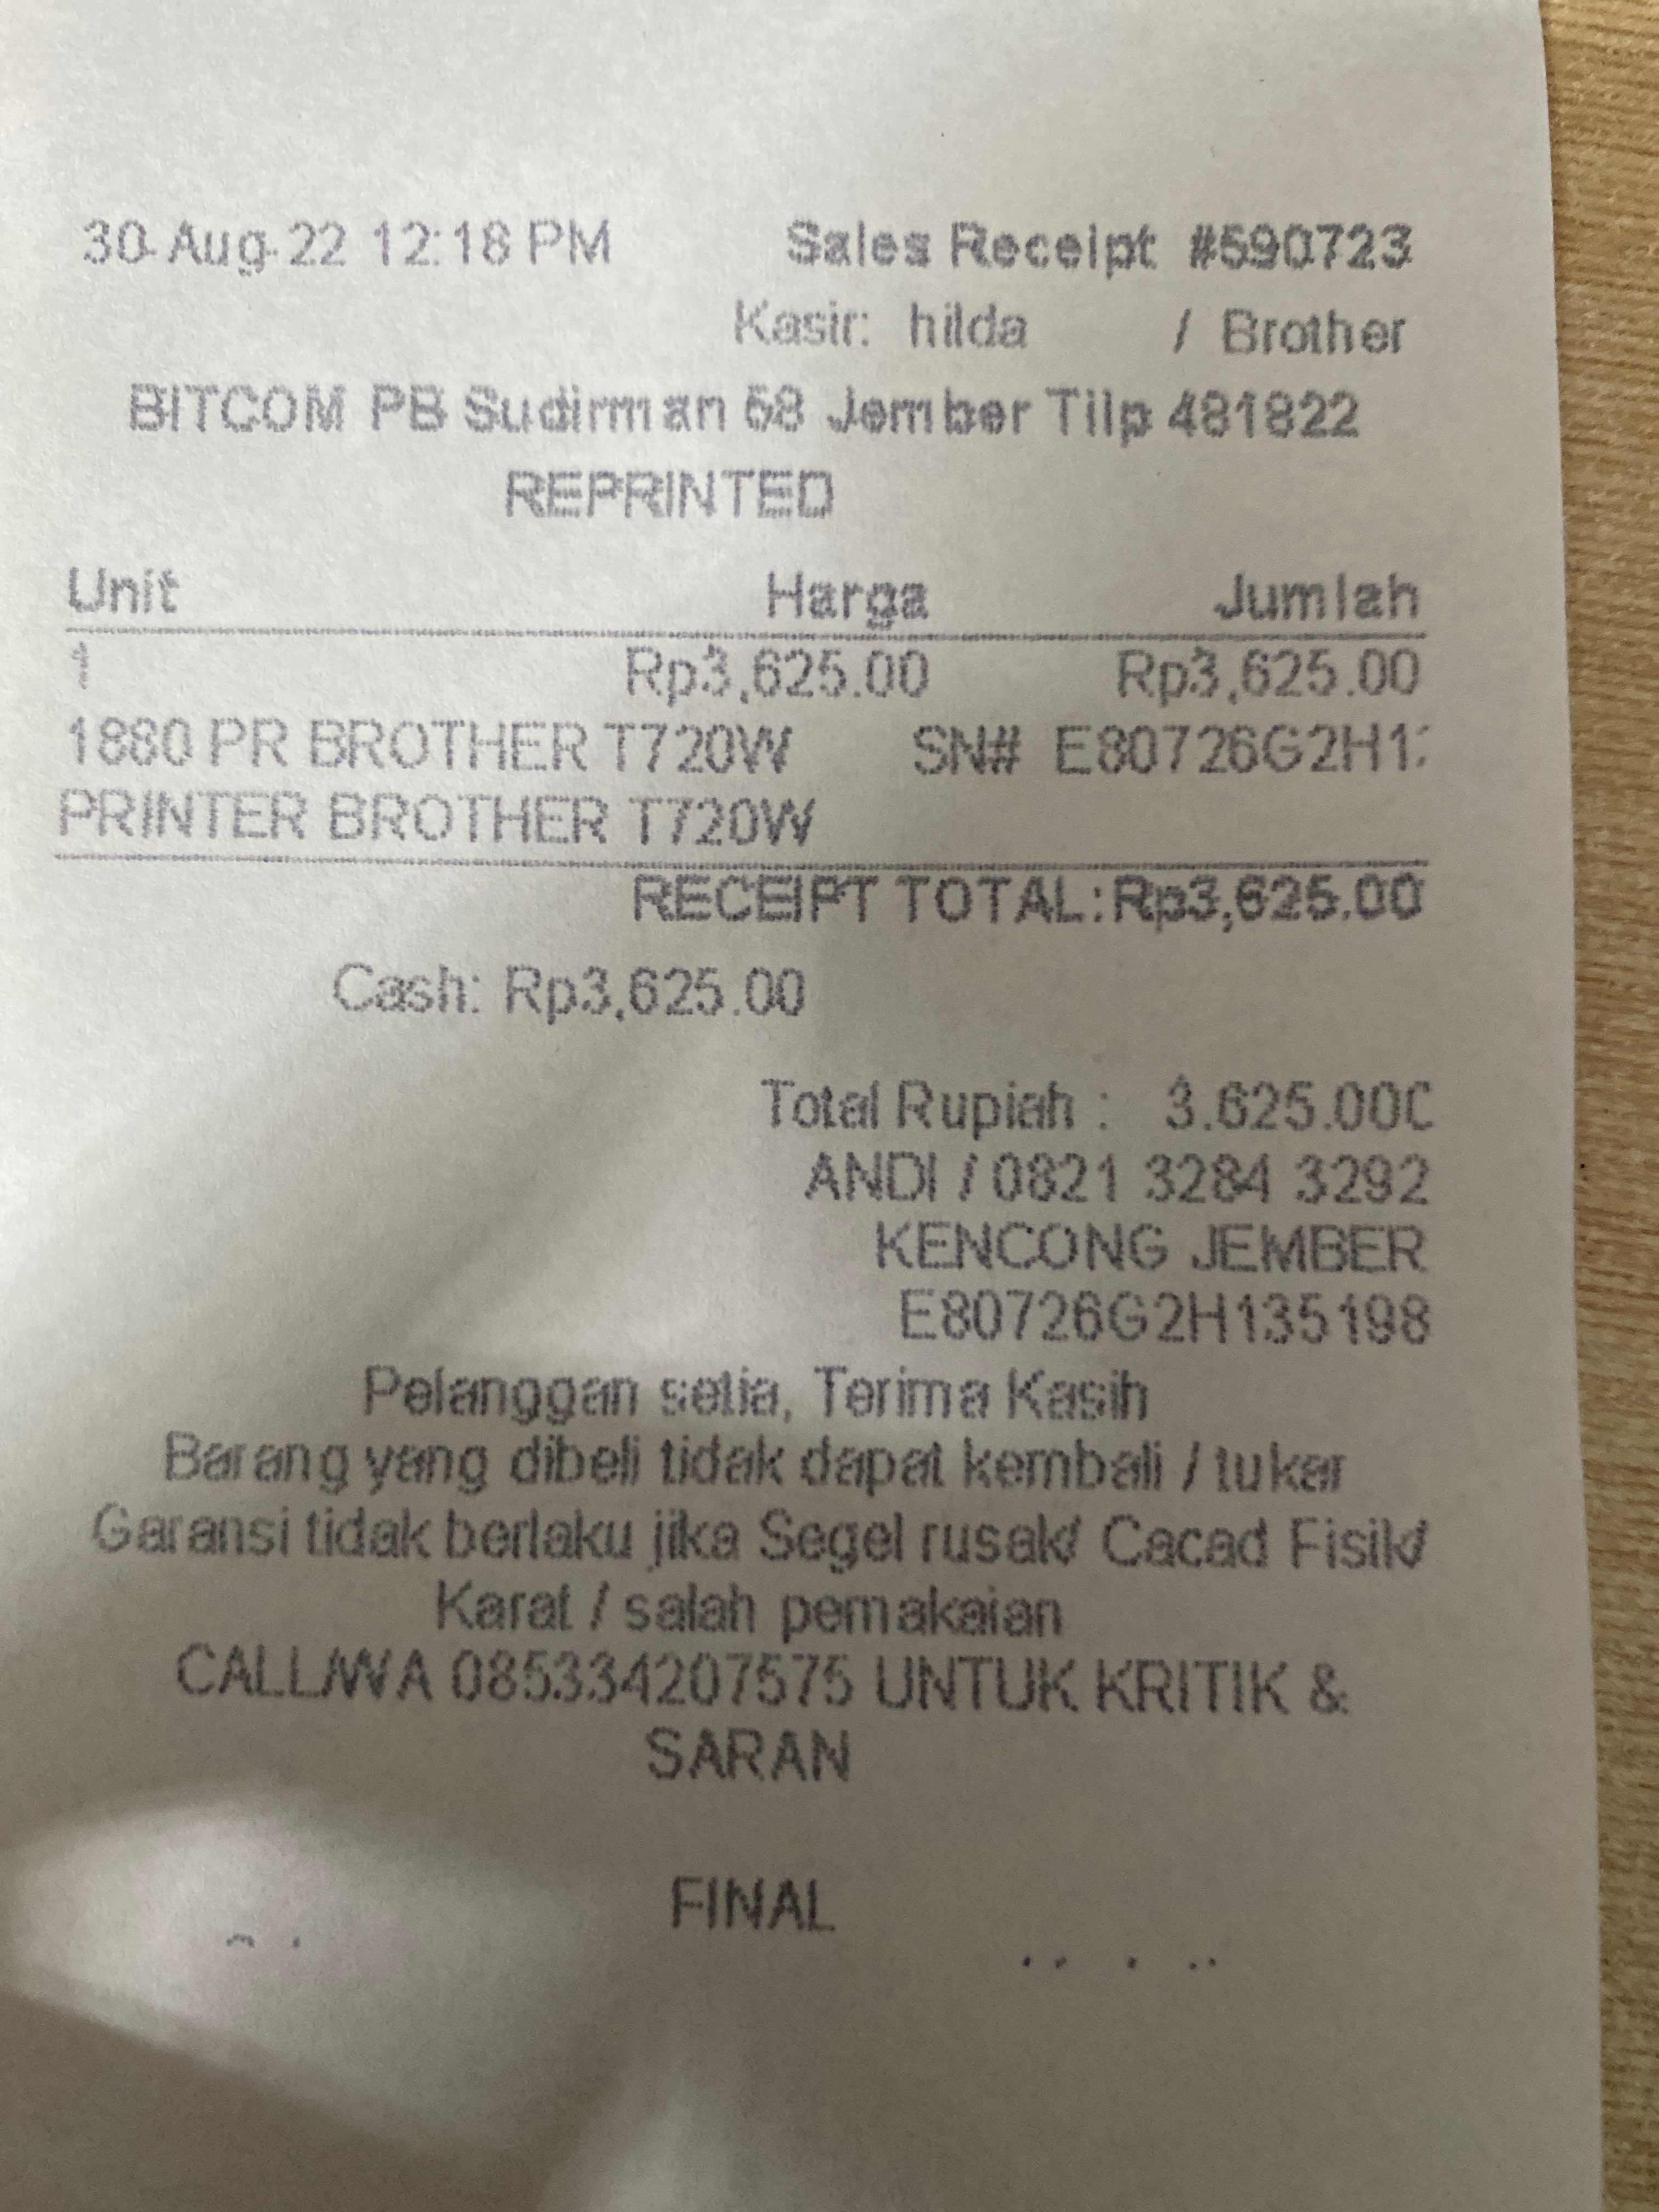 30-Aug-22 12:18 PM Sales Receipt #590723
Kasir: hilda / Brother
BITCOM PB Sudirman 58 Jember Tilp 481822
REPRINTED
Unit Harga Jumlah
1 Rp3,625.00 Rp3,625.00
1880 PR BROTHER T720W SN# E80726G2H1
PRINTER BROTHER T720W
RECEIPT TOTAL: Rp3,625.00
Cash: Rp3,625.00
Total Rupiah : 3.625.000
ANDI / 0821 3284 3292
KENCONG JEMBER
E80726G2H135198
Pelanggan setia, Terima Kasih
Barang yang dibeli tidak dapat kembali / tukar
Garansi tidak berlaku jika Segel rusak/ Cacad Fisik/
Karat / salah pemakaian
CALL/WA 085334207575 UNTUK KRITIK &
SARAN
FINAL